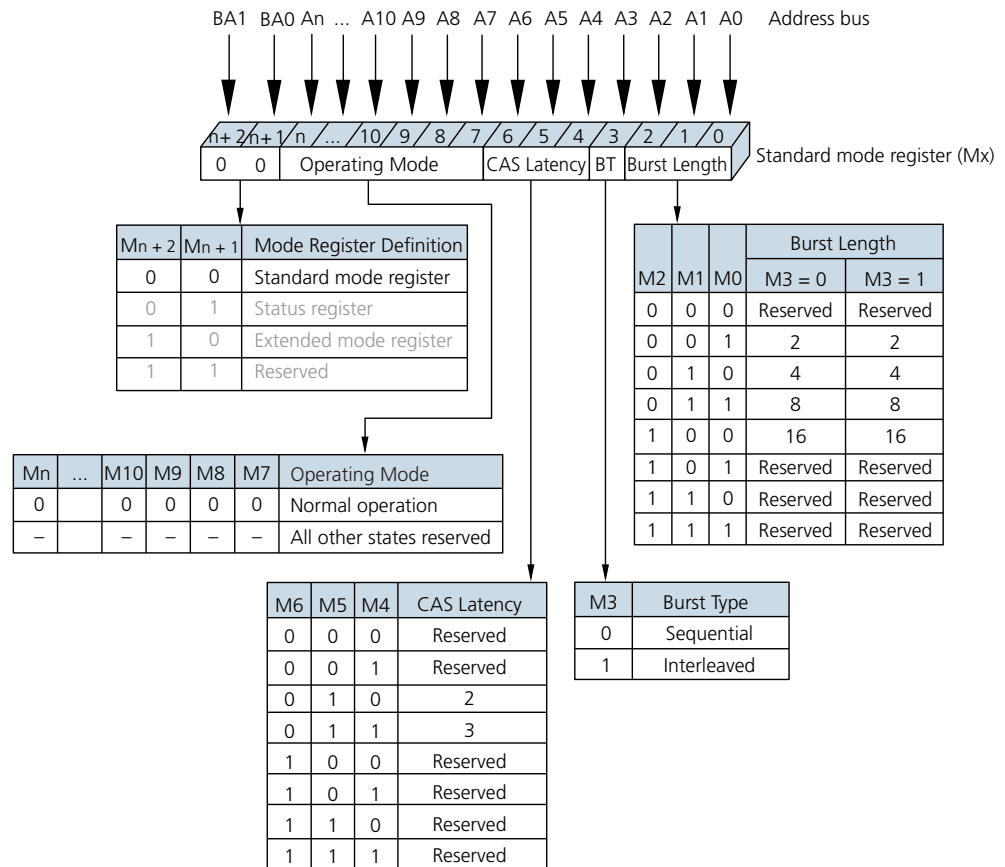 BA1 BA0 An ... A10 A9 A8 A7 A6 A5 A4 A3 A2 A1 A0 Address bus
n+ 2 n+ 1 n ... 10 9 8 7 6 5 4 3 2 1 0
Standard mode register (Mx)
0 0 Operating Mode CAS Latency BT Burst Length
Mn + 2 Mn + 1 Mode Register Definition
0 0 Standard mode register
0 1 Status register
1 0 Extended mode register
1 1 Reserved
Burst Length
M2 M1 M0 M3 = 0 M3 = 1
0 0 0 Reserved Reserved
0 0 1 2 2
0 1 0 4 4
0 1 1 8 8
1 0 0 16 16
1 0 1 Reserved Reserved
1 1 0 Reserved Reserved
1 1 1 Reserved Reserved
Mn ... M10 M9 M8 M7 Operating Mode
0 0 0 0 0 Normal operation
– – – – – All other states reserved
M6 M5 M4 CAS Latency
0 0 0 Reserved
0 0 1 Reserved
0 1 0 2
0 1 1 3
1 0 0 Reserved
1 0 1 Reserved
1 1 0 Reserved
1 1 1 Reserved
M3 Burst Type
0 Sequential
1 Interleaved